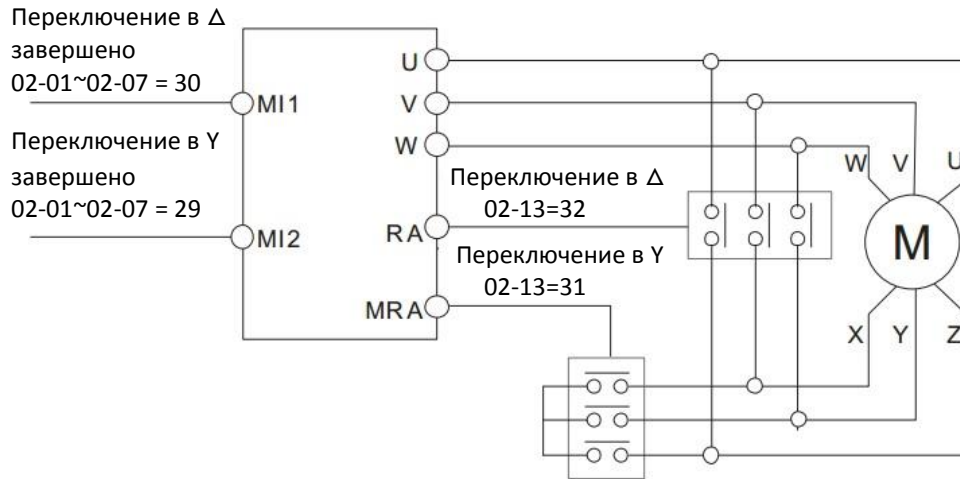 Переключение в Δ
завершено
02-01~02-07 = 30
MI1
Переключение в Y
завершено
02-01~02-07 = 29
MI2
U
V
W
RA
MRA
Переключение в Δ
02-13=32
Переключение в Y
02-13=31
W V U
M
X Y Z